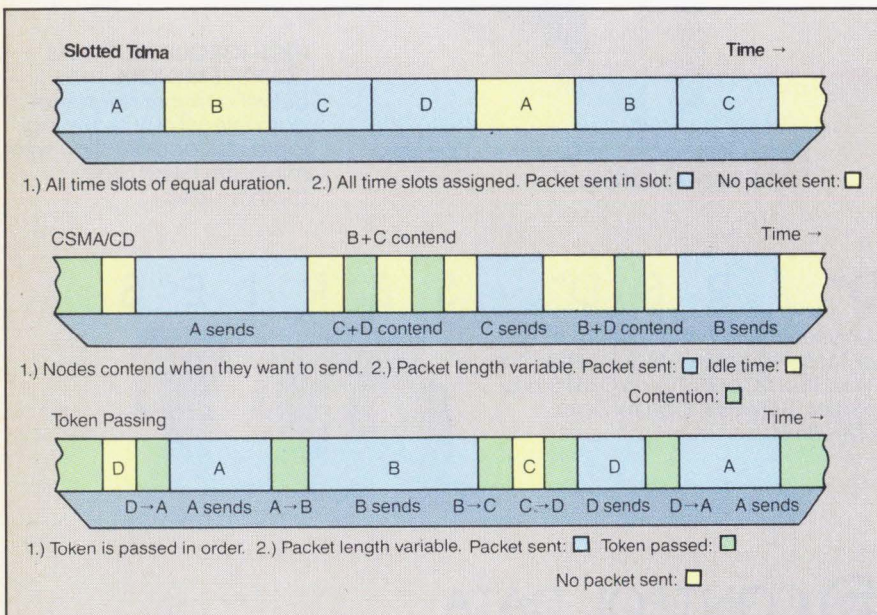 Slotted Tdma Time →
A B C D A B C
1.) All time slots of equal duration. 2.) All time slots assigned. Packet sent in slot: No packet sent:
CSMA/CD B+C contend Time →
A sends C+D contend C sends B+D contend B sends
1.) Nodes contend when they want to send. 2.) Packet length variable. Packet sent: Idle time:
Contention:
Token Passing Time →
D A B C D A
D→A A sends A→B B sends B→C C→D D sends D→A A sends
1.) Token is passed in order. 2.) Packet length variable. Packet sent: Token passed:
No packet sent: